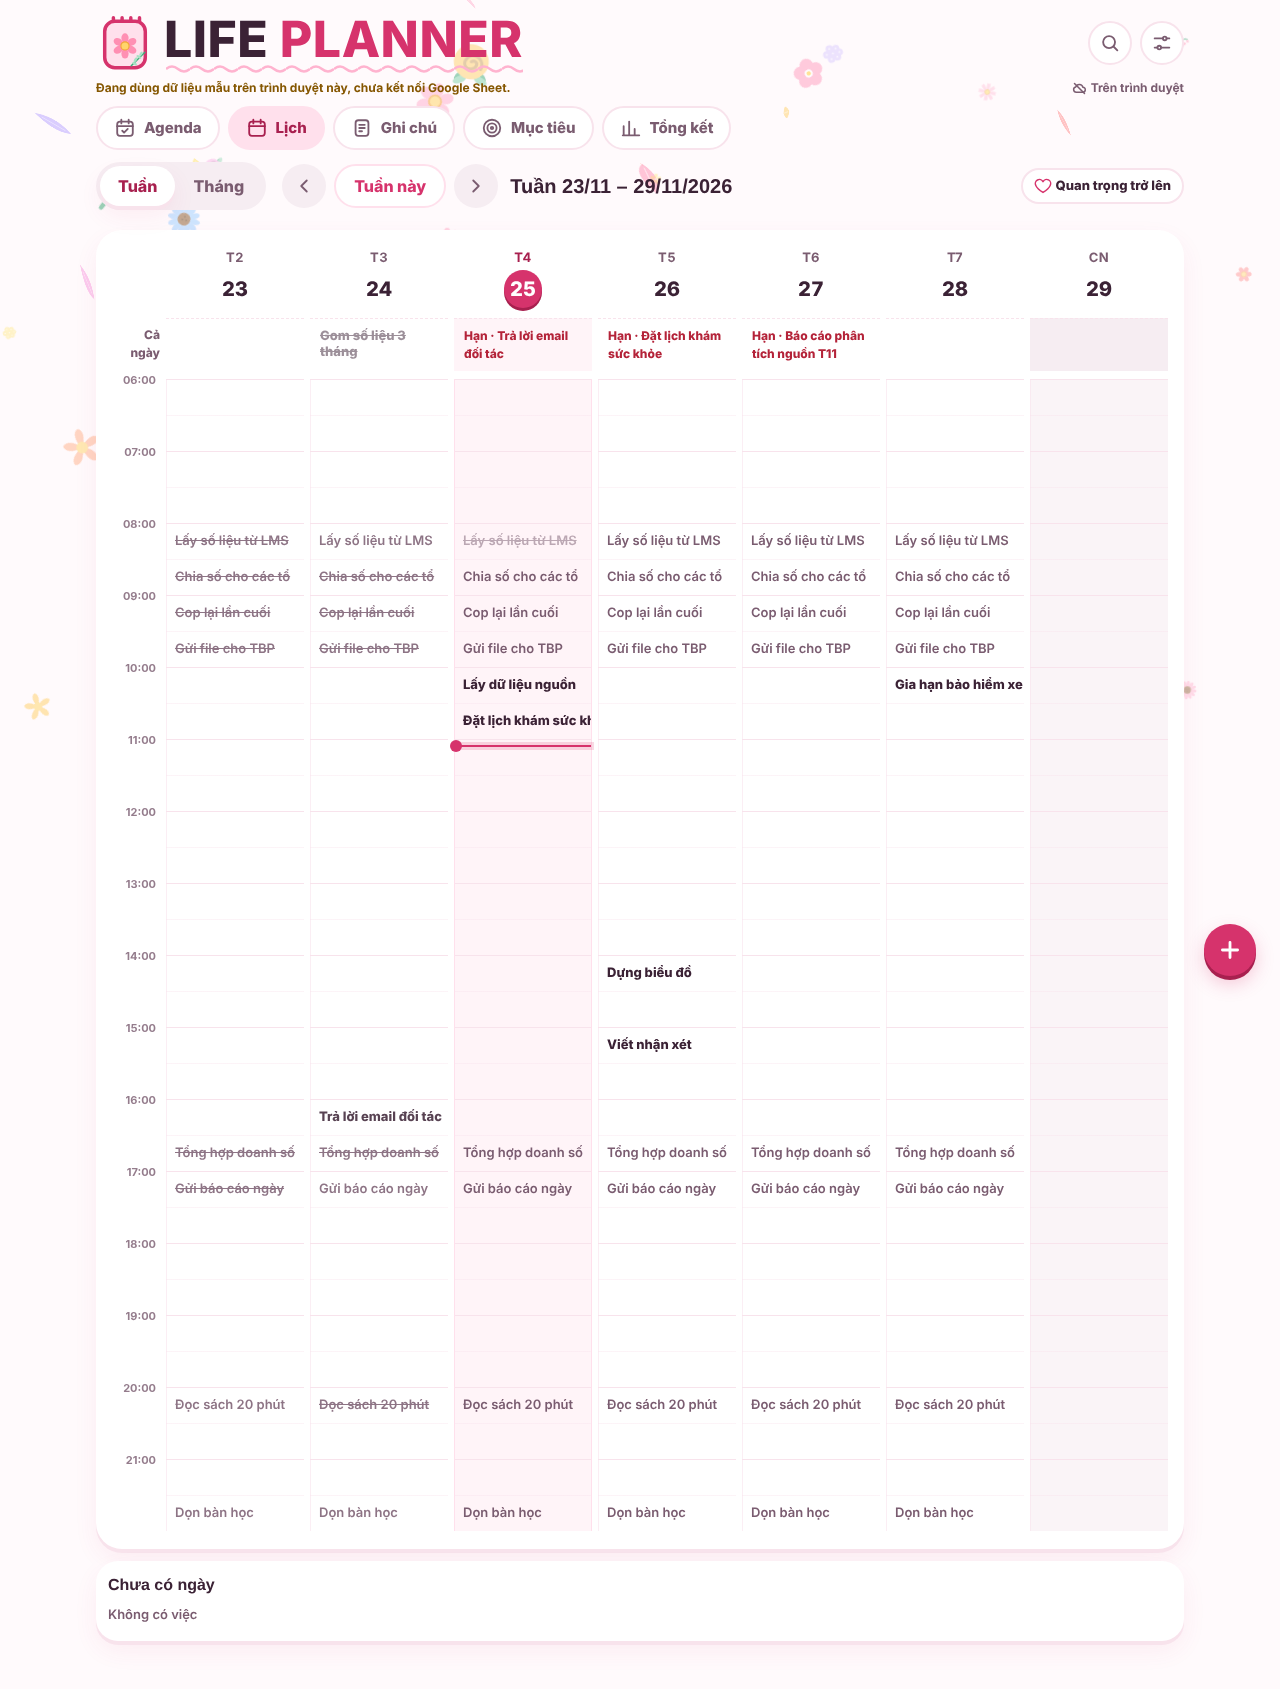 LIFE PLANNER
Đang dùng dữ liệu mẫu trên trình duyệt này, chưa kết nối Google Sheet.
Trên trình duyệt
Agenda Lịch Ghi chú Mục tiêu Tổng kết
Tuần Tháng Tuần này Tuần 23/11 – 29/11/2026 Quan trọng trở lên
T2 T3 T4 T5 T6 T7 CN
23 24 25 26 27 28 29
Cả ngày
Gom số liệu 3 tháng
Hạn · Trả lời email đối tác
Hạn · Đặt lịch khám sức khỏe
Hạn · Báo cáo phân tích nguồn T11
06:00
07:00
08:00
Lấy số liệu từ LMS Lấy số liệu từ LMS Lấy số liệu từ LMS Lấy số liệu từ LMS Lấy số liệu từ LMS Lấy số liệu từ LMS
Chia số cho các tổ Chia số cho các tổ Chia số cho các tổ Chia số cho các tổ Chia số cho các tổ Chia số cho các tổ
09:00
Cop lại lần cuối Cop lại lần cuối Cop lại lần cuối Cop lại lần cuối Cop lại lần cuối Cop lại lần cuối
Gửi file cho TBP Gửi file cho TBP Gửi file cho TBP Gửi file cho TBP Gửi file cho TBP Gửi file cho TBP
10:00
Lấy dữ liệu nguồn Gia hạn bảo hiểm xe
Đặt lịch khám sức kh
11:00
12:00
13:00
14:00
Dựng biểu đồ
15:00
Viết nhận xét
16:00
Trả lời email đối tác
Tổng hợp doanh số Tổng hợp doanh số Tổng hợp doanh số Tổng hợp doanh số Tổng hợp doanh số Tổng hợp doanh số
17:00
Gửi báo cáo ngày Gửi báo cáo ngày Gửi báo cáo ngày Gửi báo cáo ngày Gửi báo cáo ngày Gửi báo cáo ngày
18:00
19:00
20:00
Đọc sách 20 phút Đọc sách 20 phút Đọc sách 20 phút Đọc sách 20 phút Đọc sách 20 phút Đọc sách 20 phút
21:00
Dọn bàn học Dọn bàn học Dọn bàn học Dọn bàn học Dọn bàn học Dọn bàn học
Chưa có ngày
Không có việc